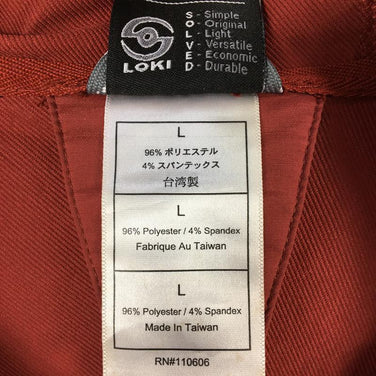 S - Simple
O - Original
L - Light
V - Versatile
E - Economic
D - Durable
LOKI
L
96% ポリエステル
4% スパンテックス
台湾製
L
96% Polyester / 4% Spandex
Fabrique Au Taiwan
L
96% Polyester / 4% Spandex
Made In Taiwan
RN#110606